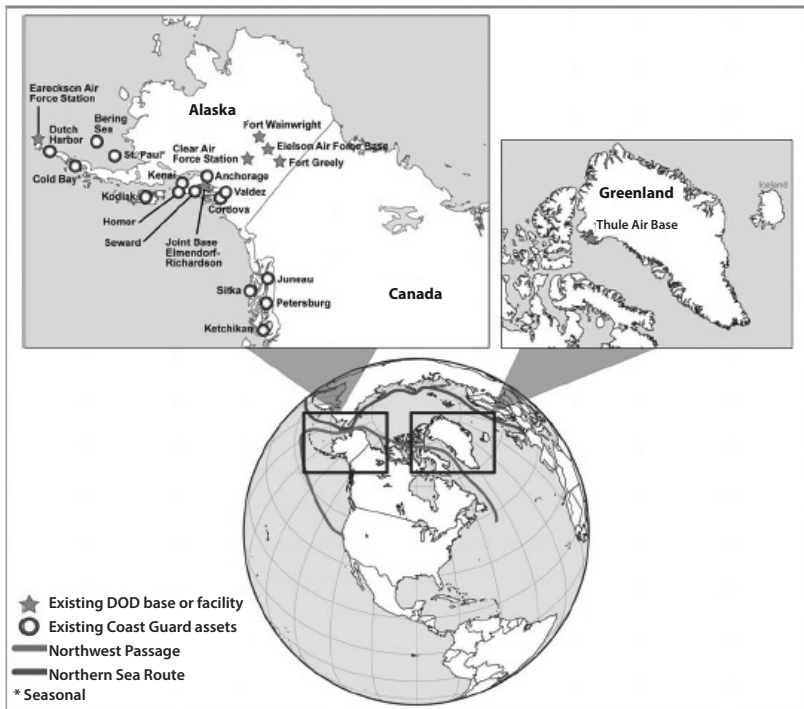 Eareckson Air
Force Station
Bering
Sea
Dutch
Harbor
St. Paul*
Cold Bay*
Alaska
Fort Wainwright
Eielson Air Force Base
Clear Air
Force Station
Fort Greely
Kenai
Anchorage
Kodiak
Valdez
Cordova
Homer
Seward
Joint Base
Elmendorf-
Richardson
Juneau
Sitka
Petersburg
Ketchikan
Canada
Greenland
Iceland
Thule Air Base
Existing DOD base or facility
Existing Coast Guard assets
Northwest Passage
Northern Sea Route
* Seasonal